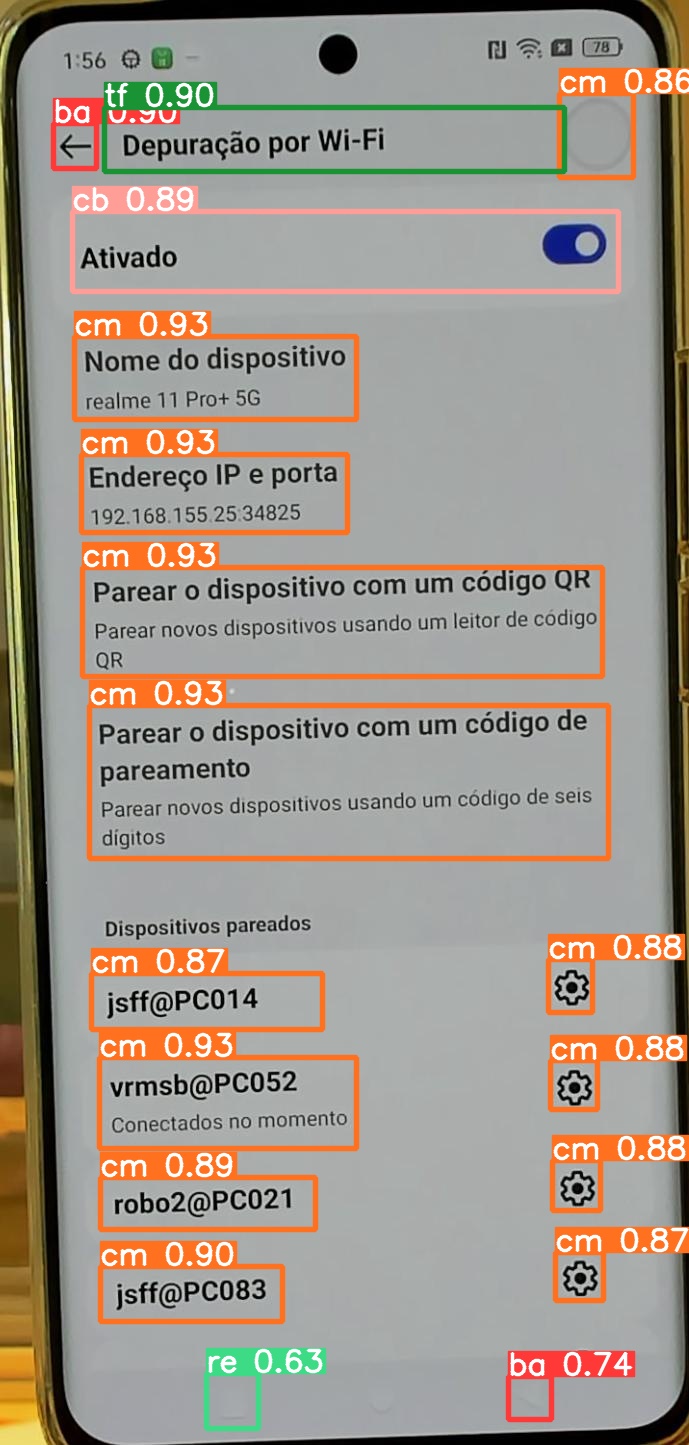 1:56 78
cm 0.86
tf 0.90
ba 0.90
Depuração por Wi-Fi
cb 0.89
Ativado
cm 0.93
Nome do dispositivo
realme 11 Pro+ 5G
cm 0.93
Endereço IP e porta
192.168.155.25:34825
cm 0.93
Parear o dispositivo com um código QR
Parear novos dispositivos usando um leitor de código
QR
cm 0.93
Parear o dispositivo com um código de
pareamento
Parear novos dispositivos usando um código de seis
dígitos
Dispositivos pareados
cm 0.87 cm 0.88
jsff@PC014
cm 0.93 cm 0.88
vrmsb@PC052
Conectados no momento
cm 0.89 cm 0.88
robo2@PC021
cm 0.90 cm 0.87
jsff@PC083
re 0.63 ba 0.74